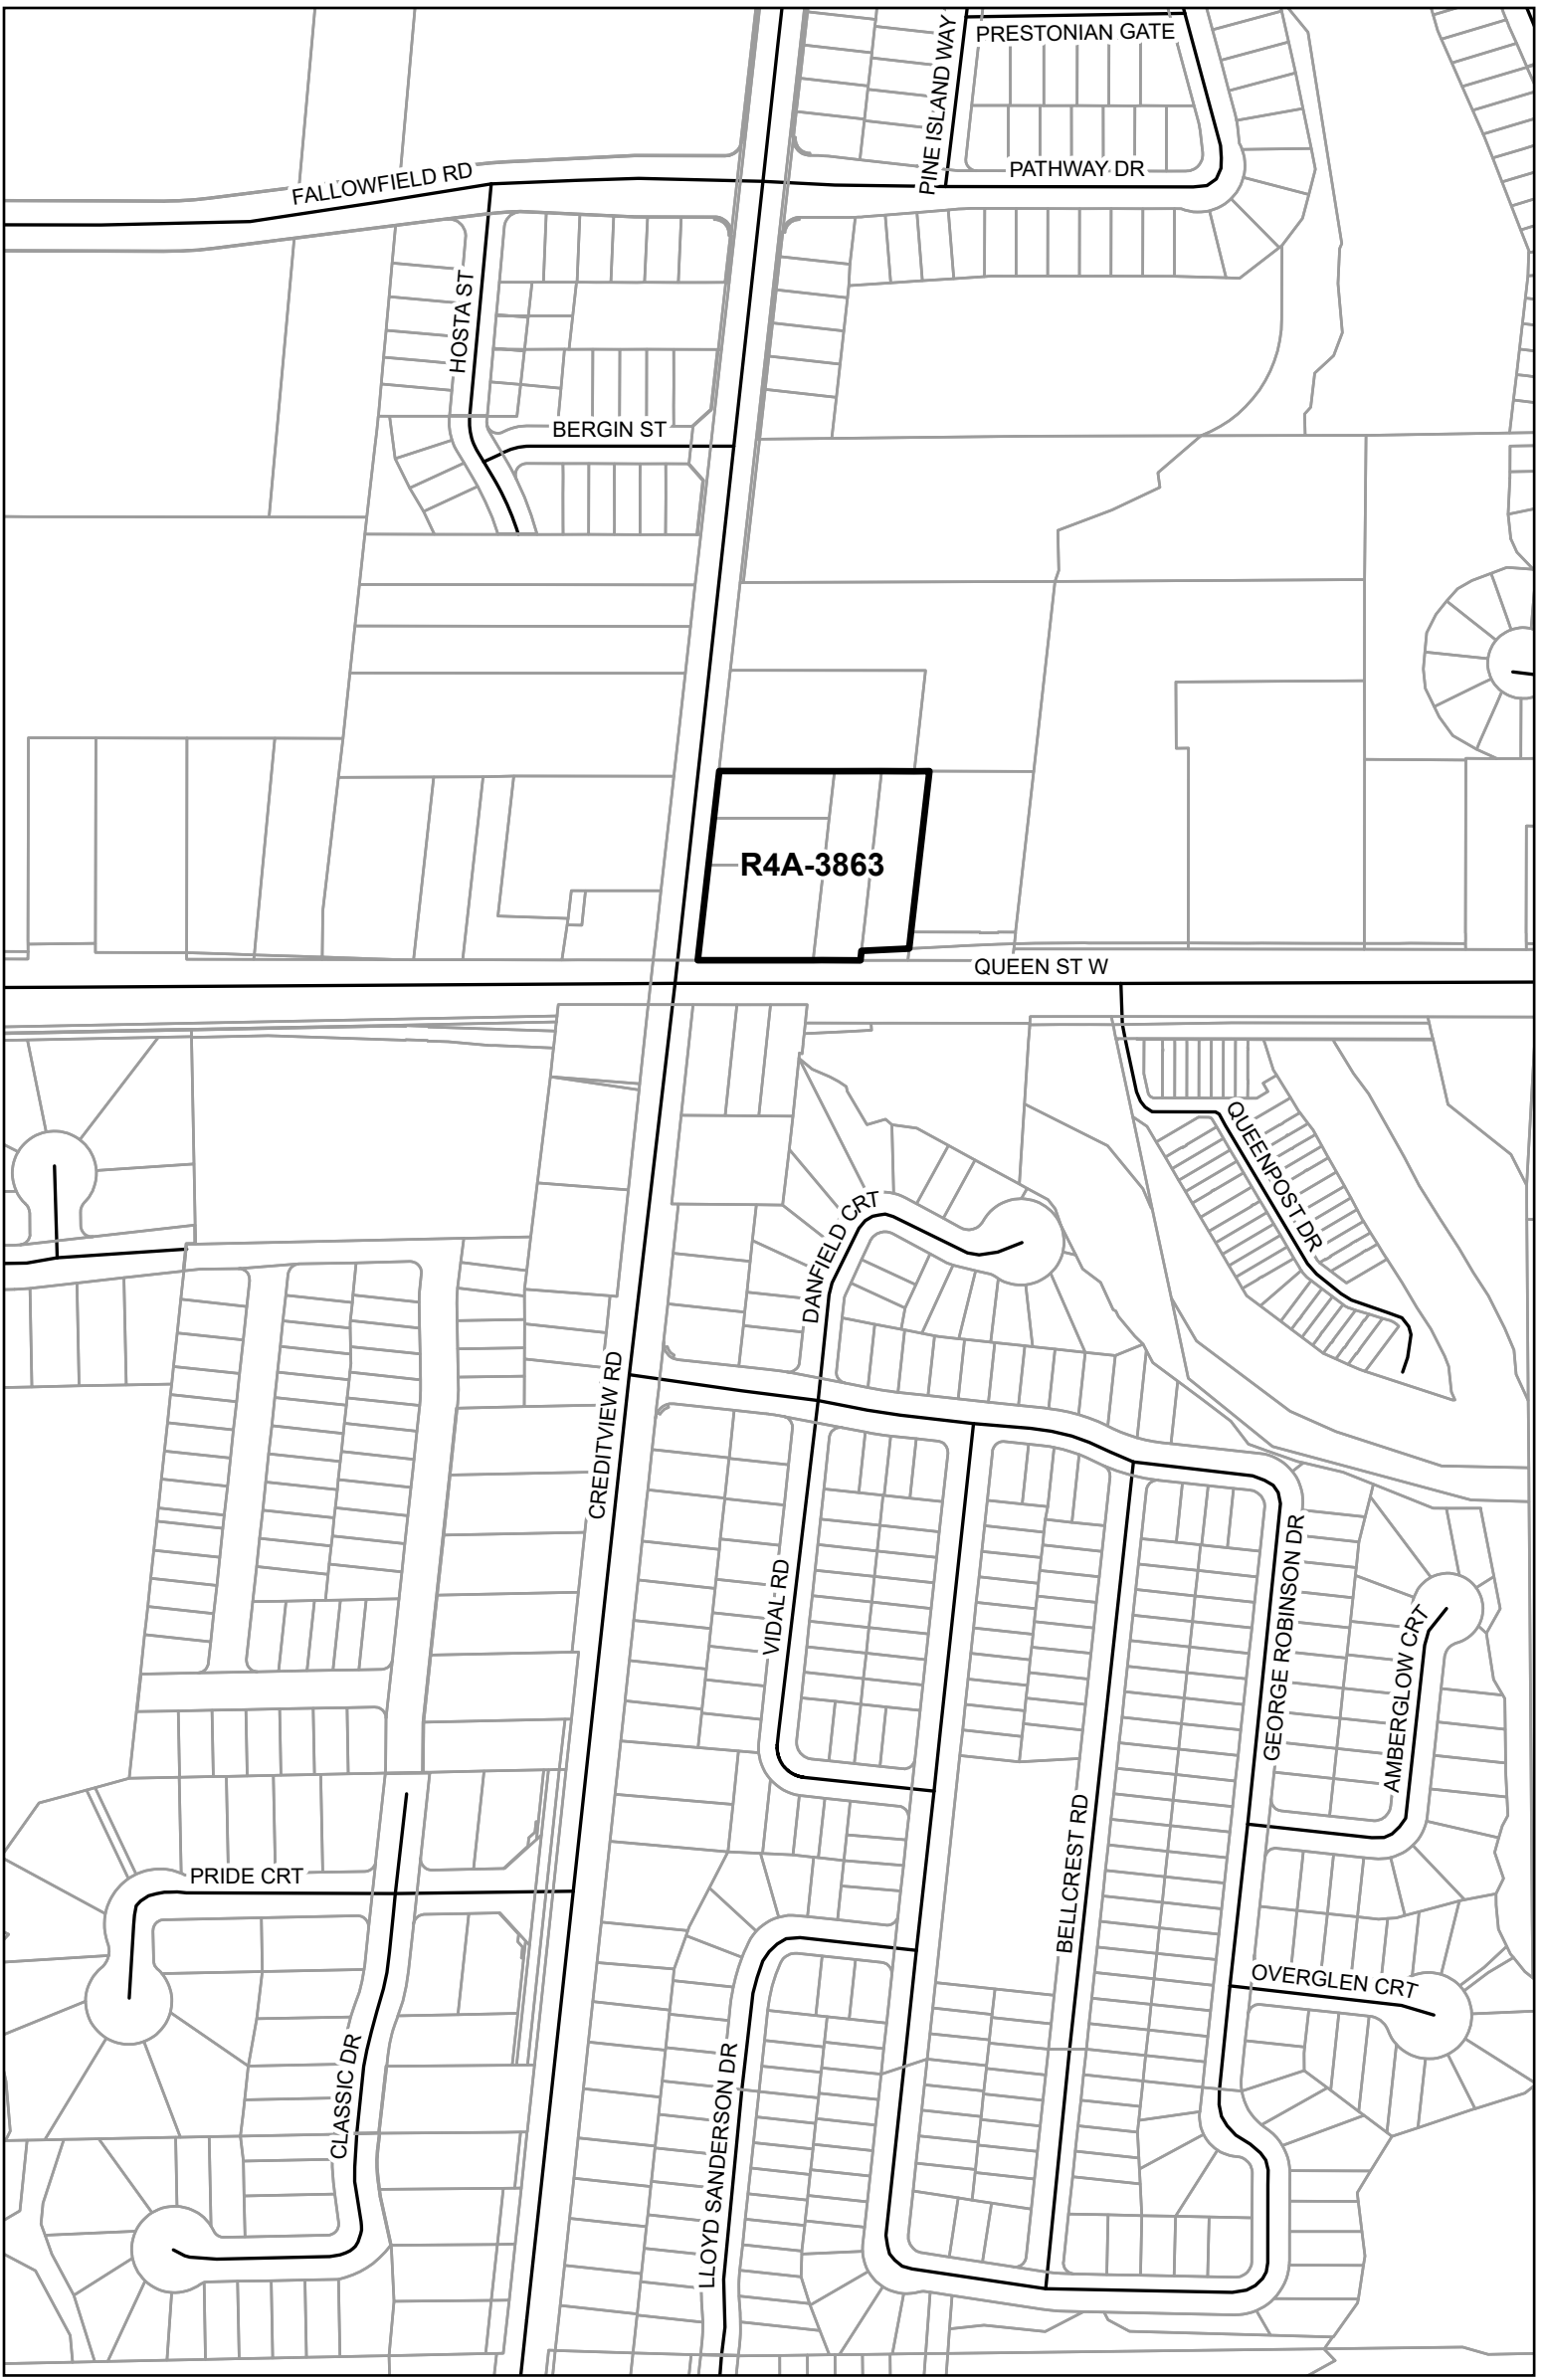 PRESTONIAN GATE
PINE ISLAND WAY
PATHWAY DR
FALLOWFIELD RD
HOSTA ST
BERGIN ST
R4A-3863
QUEEN ST W
QUEENPOST DR
DANFIELD CRT
CREDITVIEW RD
VIDAL RD
GEORGE ROBINSON DR
AMBERGLOW CRT
BELLCREST RD
PRIDE CRT
OVERGLEN CRT
CLASSIC DR
LLOYD SANDERSON DR